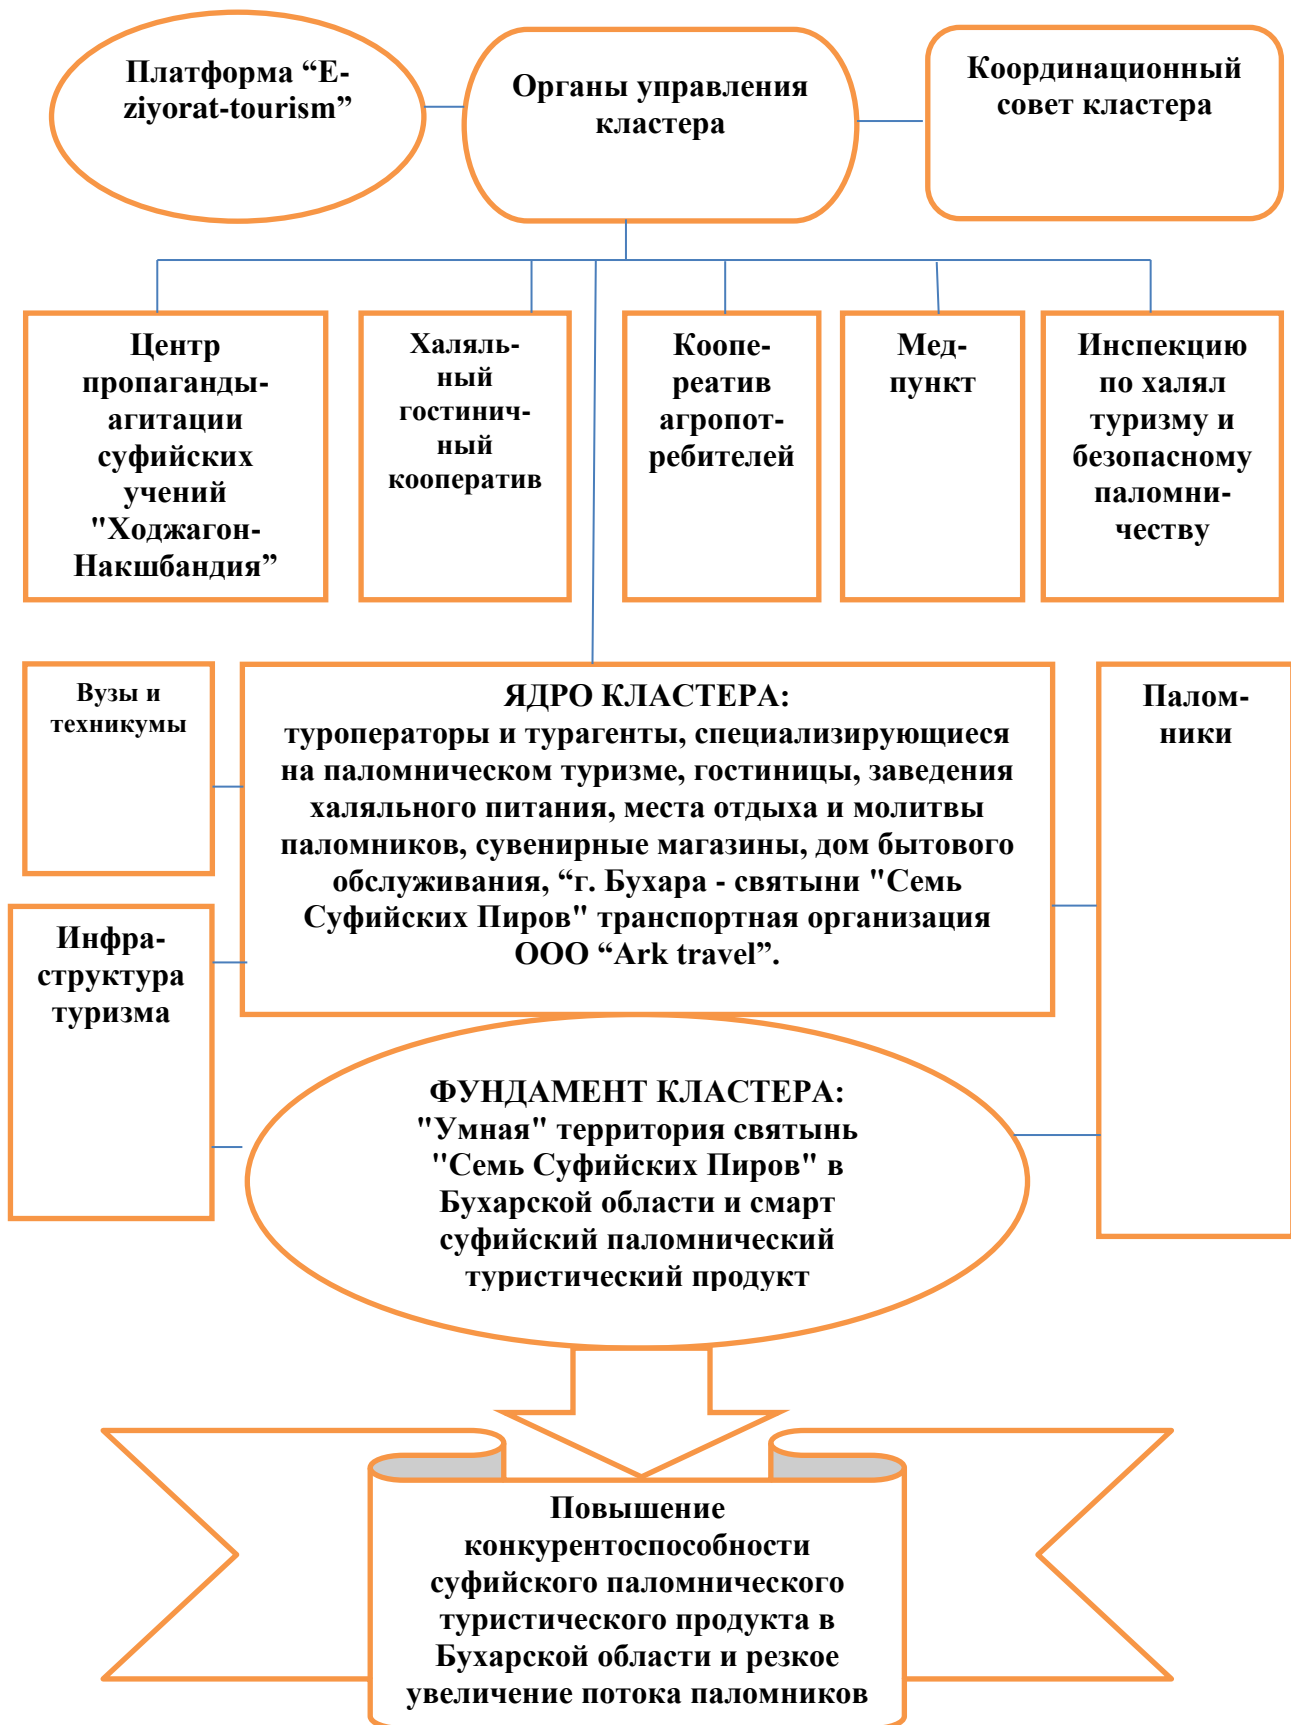 Платформа “E-
ziyorat-tourism”
Органы управления
кластера
Координационный
совет кластера
Центр
пропаганды-
агитации
суфийских
учений
"Ходжагон-
Накшбандия”
Халяль-
ный
гостинич-
ный
кооператив
Коопе-
реатив
агропот-
ребителей
Мед-
пункт
Инспекцию
по халял
туризму и
безопасному
паломни-
честву
Вузы и
техникумы
ЯДРО КЛАСТЕРА:
туроператоры и турагенты, специализирующиеся
на паломническом туризме, гостиницы, заведения
халяльного питания, места отдыха и молитвы
паломников, сувенирные магазины, дом бытового
обслуживания, “г. Бухара - святыни "Семь
Суфийских Пиров" транспортная организация
ООО “Ark travel”.
Палом-
ники
Инфра-
структура
туризма
ФУНДАМЕНТ КЛАСТЕРА:
"Умная" территория святынь
"Семь Суфийских Пиров" в
Бухарской области и смарт
суфийский паломнический
туристический продукт
Повышение
конкурентоспособности
суфийского паломнического
туристического продукта в
Бухарской области и резкое
увеличение потока паломников